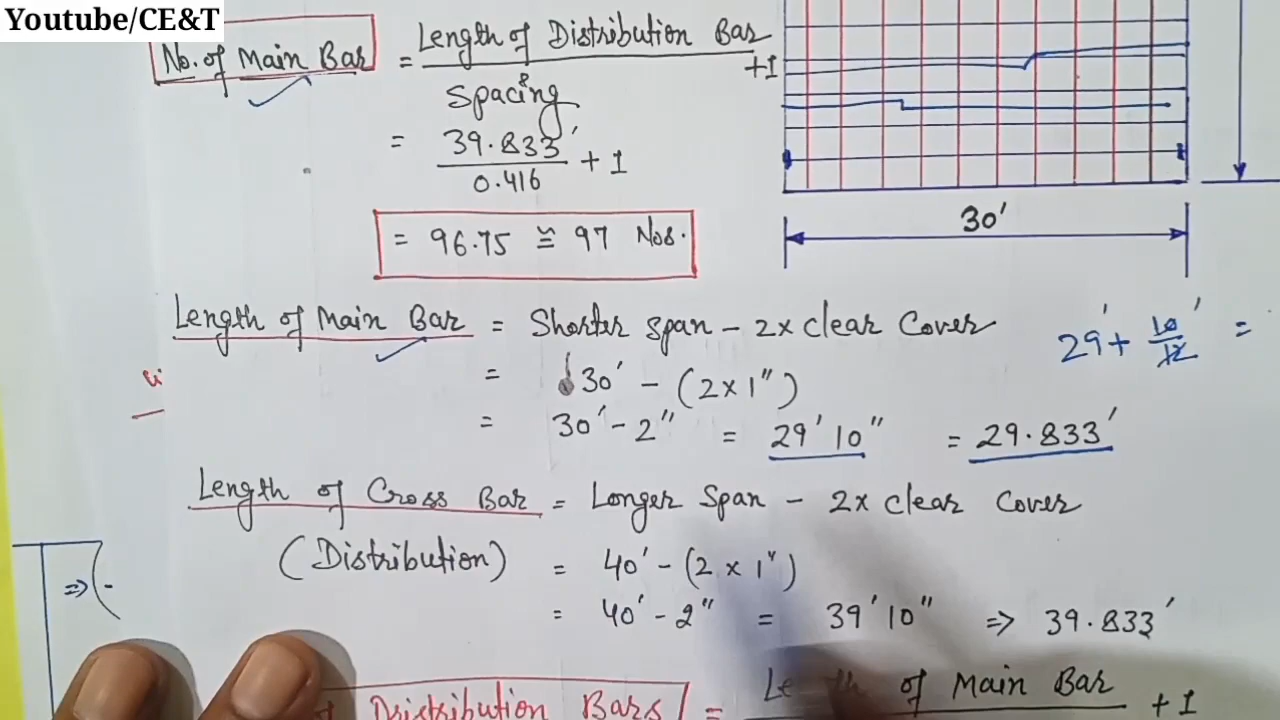 Youtube/CE&T
No. of Main Bar = Length of Distribution Bar
Spacing +1
= 39.833'
0.416 + 1
= 96.75 ≅ 97 Nos.
30'
Length of Main Bar = Shorter Span - 2x clear Cover
= 30' - (2 x 1")
= 30' - 2" = 29' 10" = 29.833'
29' + 10'
12 =
Length of Cross Bar = Longer Span - 2x clear Cover
(Distribution) = 40' - (2 x 1")
= 40' - 2" = 39' 10" => 39.833'
=> (-
Distribution Bars = of Main Bar + 1